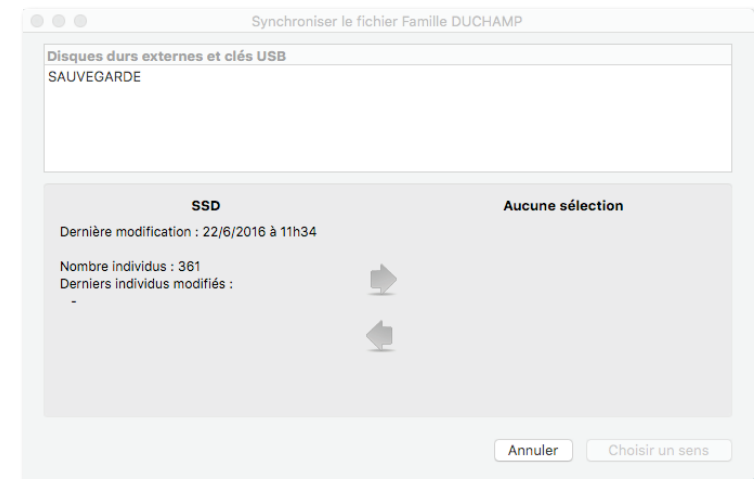 Synchroniser le fichier Famille DUCHAMP
Disques durs externes et clés USB
SAUVEGARDE
SSD
Aucune sélection
Dernière modification : 22/6/2016 à 11h34
Nombre individus : 361
Derniers individus modifiés :
-
Annuler
Choisir un sens